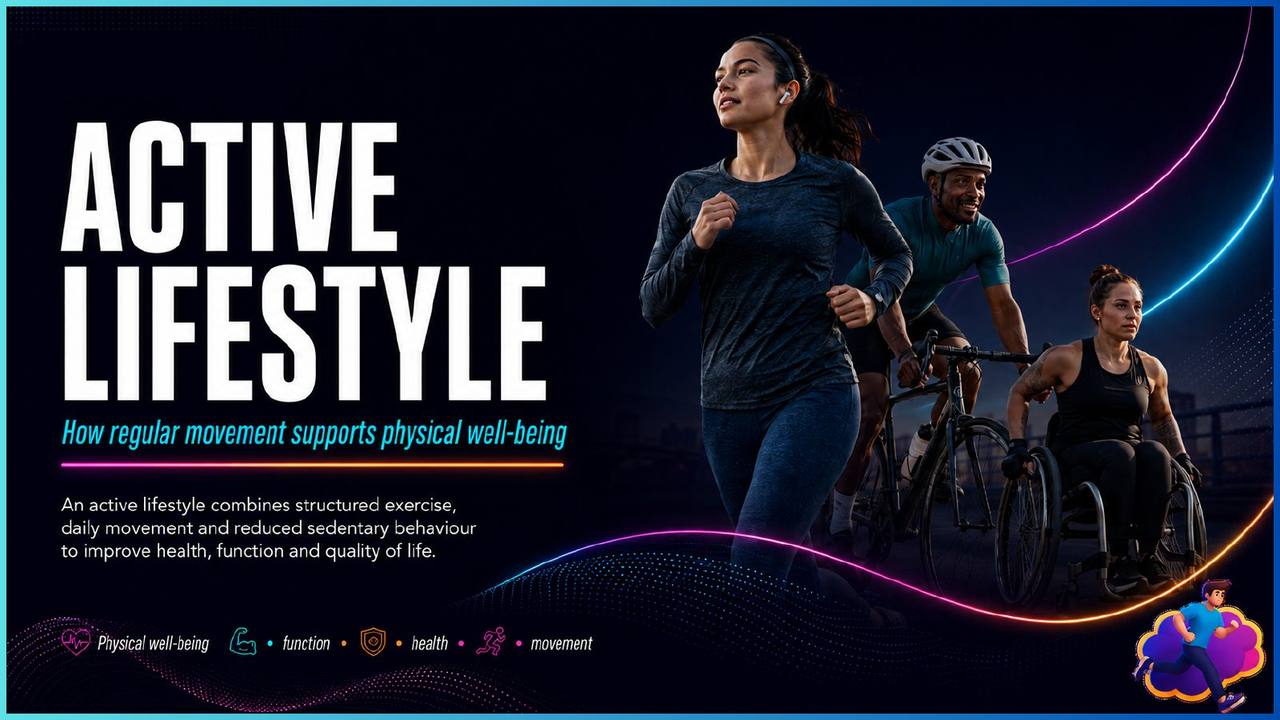 ACTIVE
LIFESTYLE
How regular movement supports physical well-being
An active lifestyle combines structured exercise,
daily movement and reduced sedentary behaviour
to improve health, function and quality of life.
Physical well-being • function • health • movement